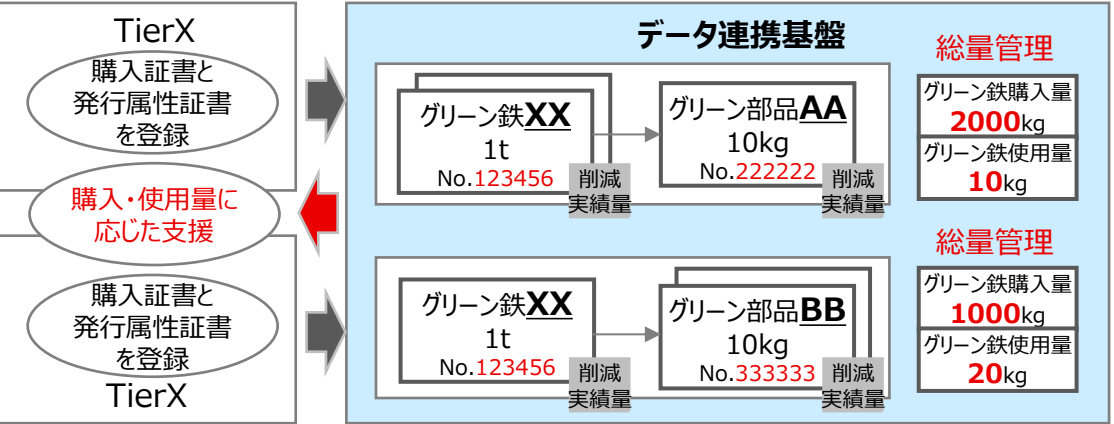 TierX
購入証書と
発行属性証書
を登録
購入・使用量に
応じた支援
購入証書と
発行属性証書
を登録
TierX
データ連携基盤
グリーン鉄XX
1t
No.123456
削減
実績量
グリーン部品AA
10kg
No.222222
削減
実績量
総量管理
グリーン鉄購入量
2000kg
グリーン鉄使用量
10kg
グリーン鉄XX
1t
No.123456
削減
実績量
グリーン部品BB
10kg
No.333333
削減
実績量
総量管理
グリーン鉄購入量
1000kg
グリーン鉄使用量
20kg